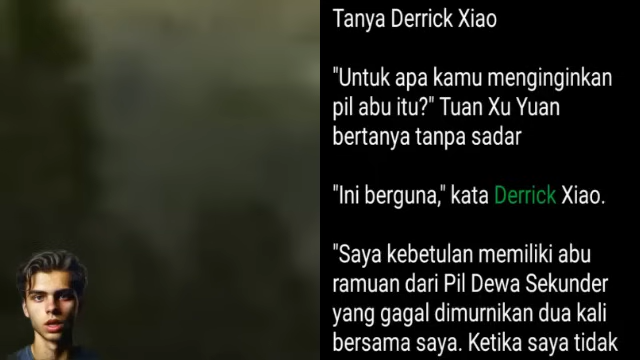 Tanya Derrick Xiao
"Untuk apa kamu menginginkan
pil abu itu?" Tuan Xu Yuan
bertanya tanpa sadar
"Ini berguna," kata Derrick Xiao.
"Saya kebetulan memiliki abu
ramuan dari Pil Dewa Sekunder
yang gagal dimurnikan dua kali
bersama saya. Ketika saya tidak